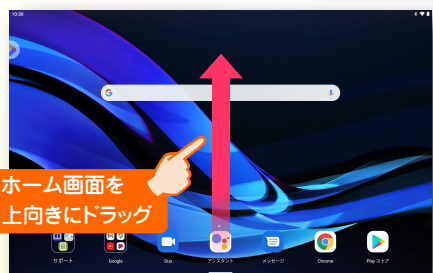 10:30
G
ホーム画面を
上向きにドラッグ
サポート
Google
Duo
アシスタント
メッセージ
Chrome
Play ストア